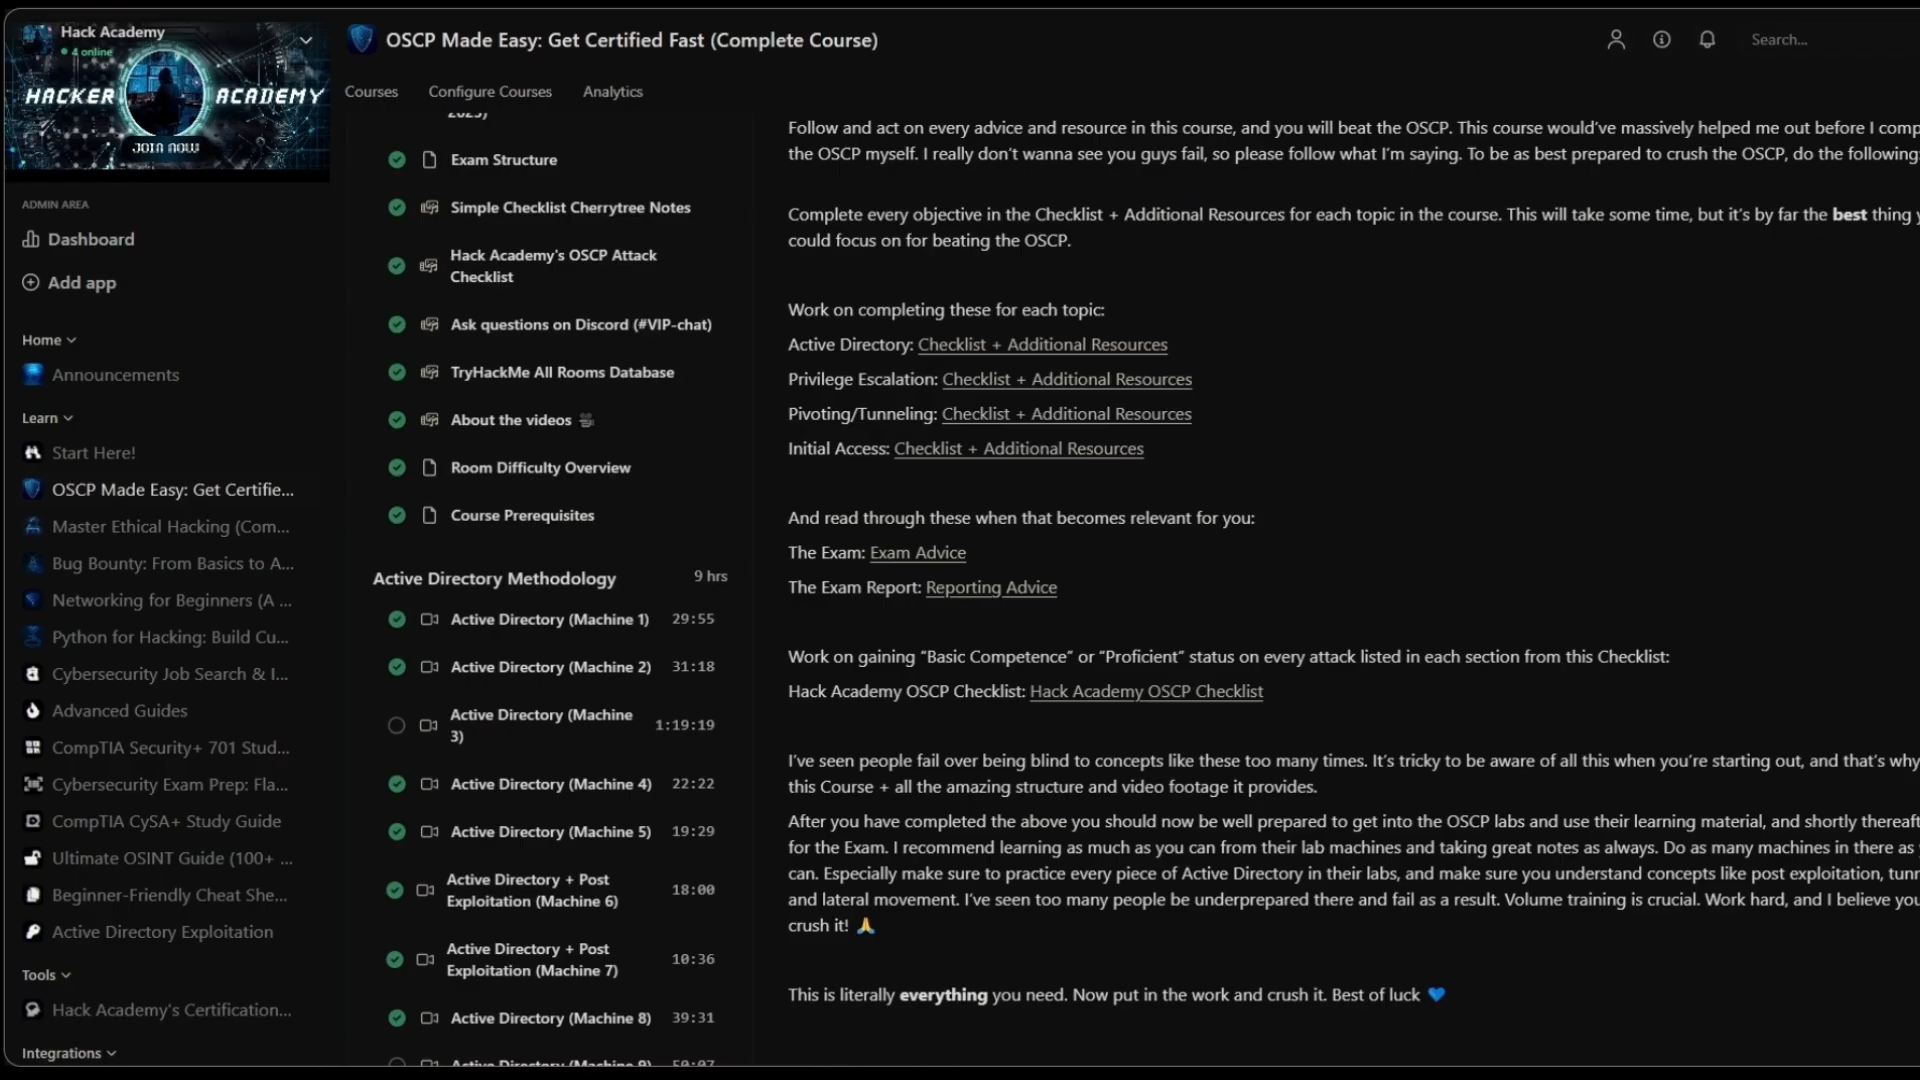 Hack Academy
4 online
HACKER ACADEMY
JOIN NOW
ADMIN AREA
Dashboard
Add app
Home
Announcements
Learn
Start Here!
OSCP Made Easy: Get Certifie...
Master Ethical Hacking (Com...
Bug Bounty: From Basics to A...
Networking for Beginners (A ...
Python for Hacking: Build Cu...
Cybersecurity Job Search & I...
Advanced Guides
CompTIA Security+ 701 Stud...
Cybersecurity Exam Prep: Fla...
CompTIA CySA+ Study Guide
Ultimate OSINT Guide (100+ ...
Beginner-Friendly Cheat She...
Active Directory Exploitation
Tools
Hack Academy's Certification...
Integrations
OSCP Made Easy: Get Certified Fast (Complete Course)
Search...
Courses Configure Courses Analytics
2025)
Exam Structure
Simple Checklist Cherrytree Notes
Hack Academy's OSCP Attack
Checklist
Ask questions on Discord (#VIP-chat)
TryHackMe All Rooms Database
About the videos
Room Difficulty Overview
Course Prerequisites
Active Directory Methodology 9 hrs
Active Directory (Machine 1) 29:55
Active Directory (Machine 2) 31:18
Active Directory (Machine
3) 1:19:19
Active Directory (Machine 4) 22:22
Active Directory (Machine 5) 19:29
Active Directory + Post
Exploitation (Machine 6) 18:00
Active Directory + Post
Exploitation (Machine 7) 10:36
Active Directory (Machine 8) 39:31
Active Directory (Machine 9) 50:07
Follow and act on every advice and resource in this course, and you will beat the OSCP. This course would've massively helped me out before I comp
the OSCP myself. I really don't wanna see you guys fail, so please follow what I'm saying. To be as best prepared to crush the OSCP, do the following:
Complete every objective in the Checklist + Additional Resources for each topic in the course. This will take some time, but it's by far the best thing y
could focus on for beating the OSCP.
Work on completing these for each topic:
Active Directory: Checklist + Additional Resources
Privilege Escalation: Checklist + Additional Resources
Pivoting/Tunneling: Checklist + Additional Resources
Initial Access: Checklist + Additional Resources
And read through these when that becomes relevant for you:
The Exam: Exam Advice
The Exam Report: Reporting Advice
Work on gaining “Basic Competence” or “Proficient” status on every attack listed in each section from this Checklist:
Hack Academy OSCP Checklist: Hack Academy OSCP Checklist
I've seen people fail over being blind to concepts like these too many times. It's tricky to be aware of all this when you're starting out, and that's why
this Course + all the amazing structure and video footage it provides.
After you have completed the above you should now be well prepared to get into the OSCP labs and use their learning material, and shortly thereaft
for the Exam. I recommend learning as much as you can from their lab machines and taking great notes as always. Do as many machines in there as
can. Especially make sure to practice every piece of Active Directory in their labs, and make sure you understand concepts like post exploitation, tunn
and lateral movement. I've seen too many people be underprepared there and fail as a result. Volume training is crucial. Work hard, and I believe you
crush it! 🙏
This is literally everything you need. Now put in the work and crush it. Best of luck 💙